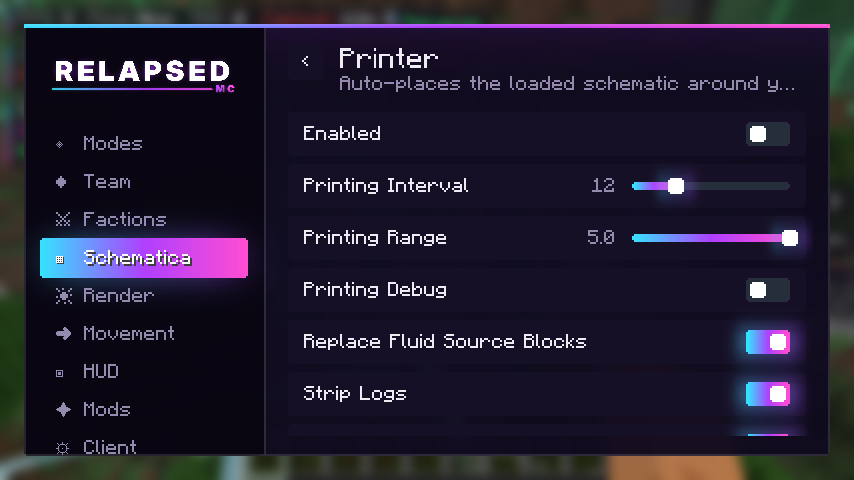 RELAPSED
MC
Modes
Team
Factions
Schematica
Render
Movement
HUD
Mods
Client
‹ Printer
Auto-places the loaded schematic around y...
Enabled
Printing Interval 12
Printing Range 5.0
Printing Debug
Replace Fluid Source Blocks
Strip Logs